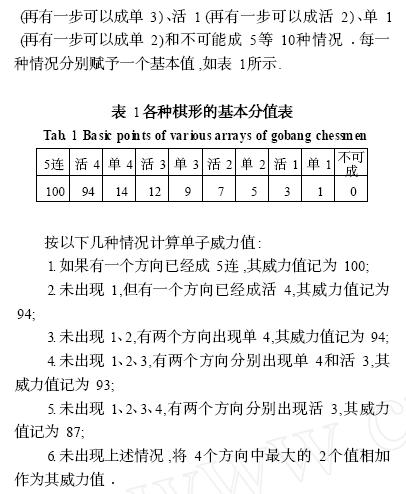 (再有一步可以成单 3)、活 1(再有一步可以成活 2)、单 1
(再有一步可以成单 2)和不可能成 5等 10种情况．每一
种情况分别赋予一个基本值,如表 1所示.
表 1各种棋形的基本分值表
Tab. 1 Basic points of various arrays of gobang chessmen
5连 活 4 单 4 活 3 单 3 活 2 单 2 活 1 单 1 不可成
100 94 14 12 9 7 5 3 1 0
按以下几种情况计算单子威力值:
1. 如果有一个方向已经成 5连,其威力值记为 100;
2. 未出现 1,但有一个方向已经成活 4,其威力值记为
94;
3. 未出现 1、2,有两个方向出现单 4,其威力值记为 94;
4. 未出现 1、2、3,有两个方向分别出现单 4和活 3,其
威力值记为 93;
5. 未出现 1、2、3、4,有两个方向分别出现活 3,其威力
值记为 87;
6. 未出现上述情况,将 4个方向中最大的 2个值相加
作为其威力值．